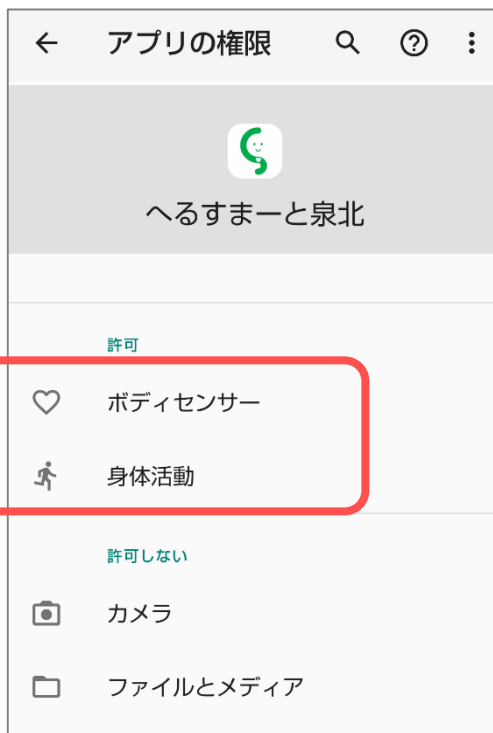 アプリの権限
へるすまーと泉北
許可
ボディセンサー
身体活動
許可しない
カメラ
ファイルとメディア